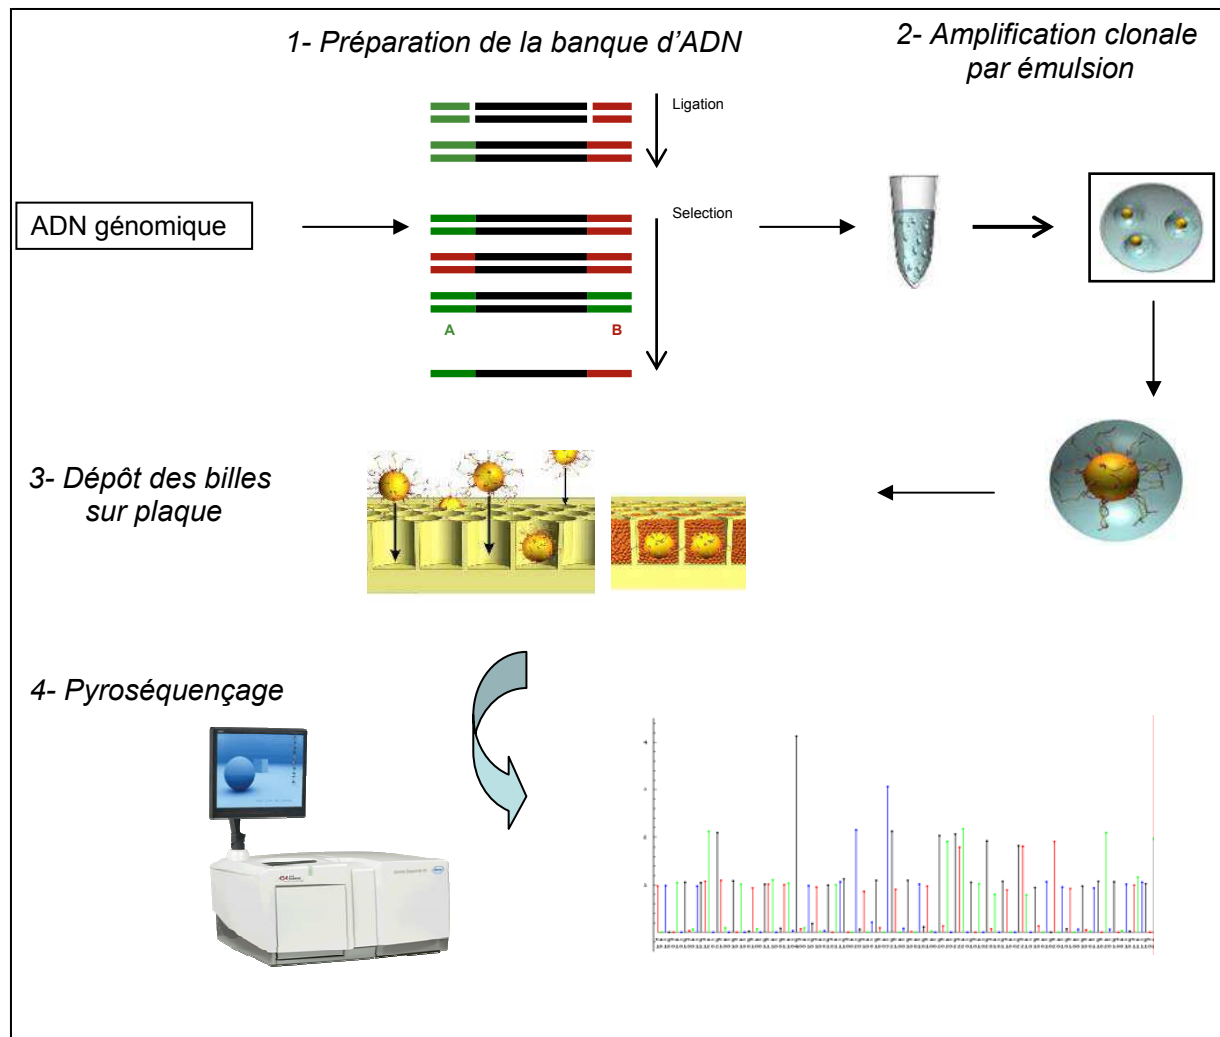 1- Préparation de la banque d'ADN
2- Amplification clonale
par émulsion
Ligation
ADN génomique
Selection
A
B
3- Dépôt des billes
sur plaque
4- Pyroséquençage